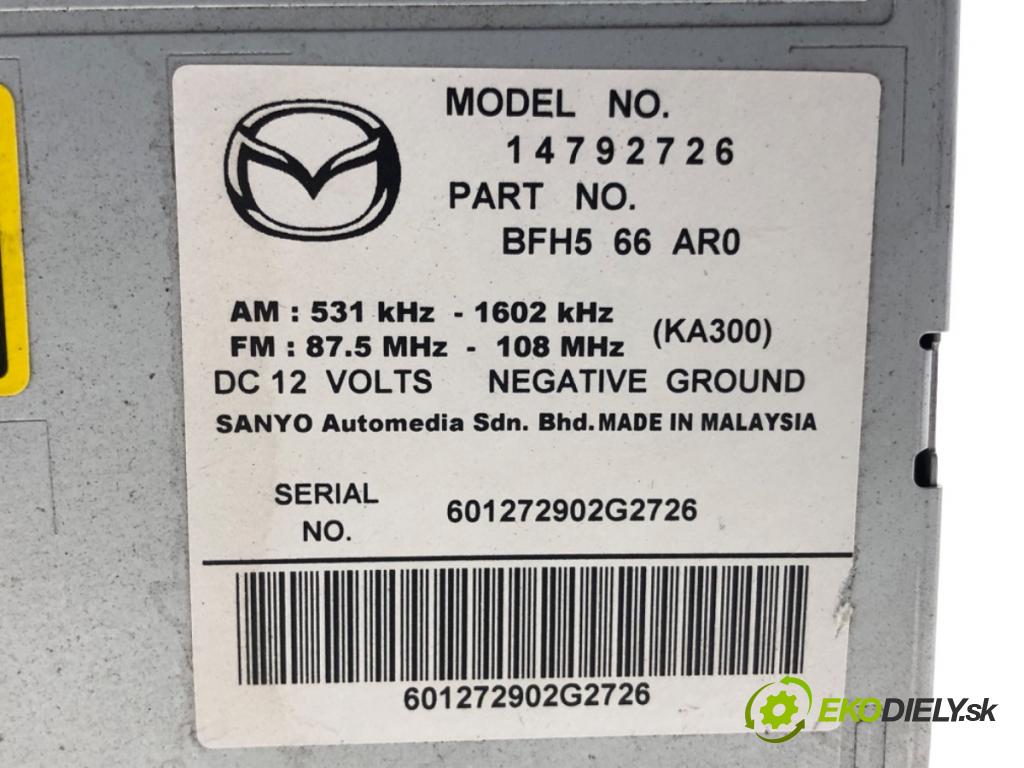 MODEL NO.
14792726
PART NO.
BFH5 66 AR0
AM : 531 kHz - 1602 kHz
FM : 87.5 MHz - 108 MHz (KA300)
DC 12 VOLTS NEGATIVE GROUND
SANYO Automedia Sdn. Bhd. MADE IN MALAYSIA
SERIAL
NO.
601272902G2726
601272902G2726
EKODIELY.sk